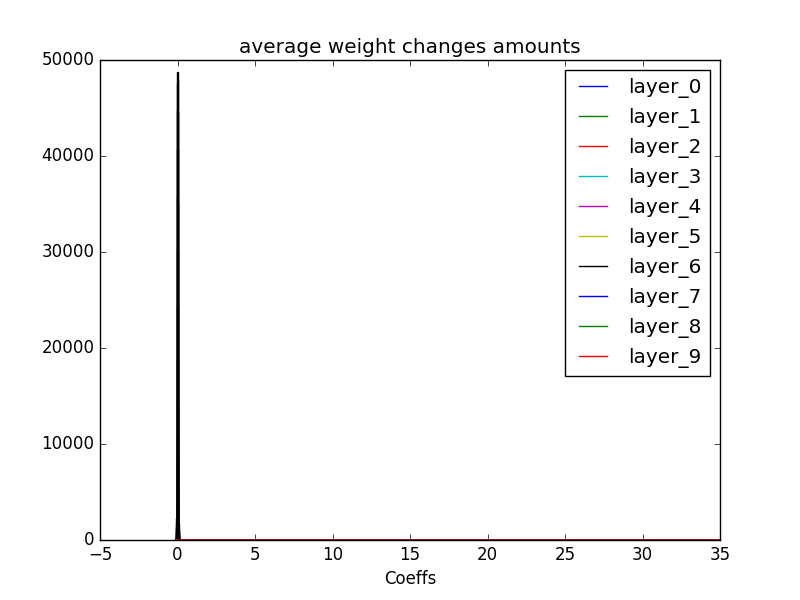 average weight changes amounts
50000
40000
30000
20000
10000
0
−5
0
5
10
15
20
25
30
35
Coeffs
layer_0
layer_1
layer_2
layer_3
layer_4
layer_5
layer_6
layer_7
layer_8
layer_9